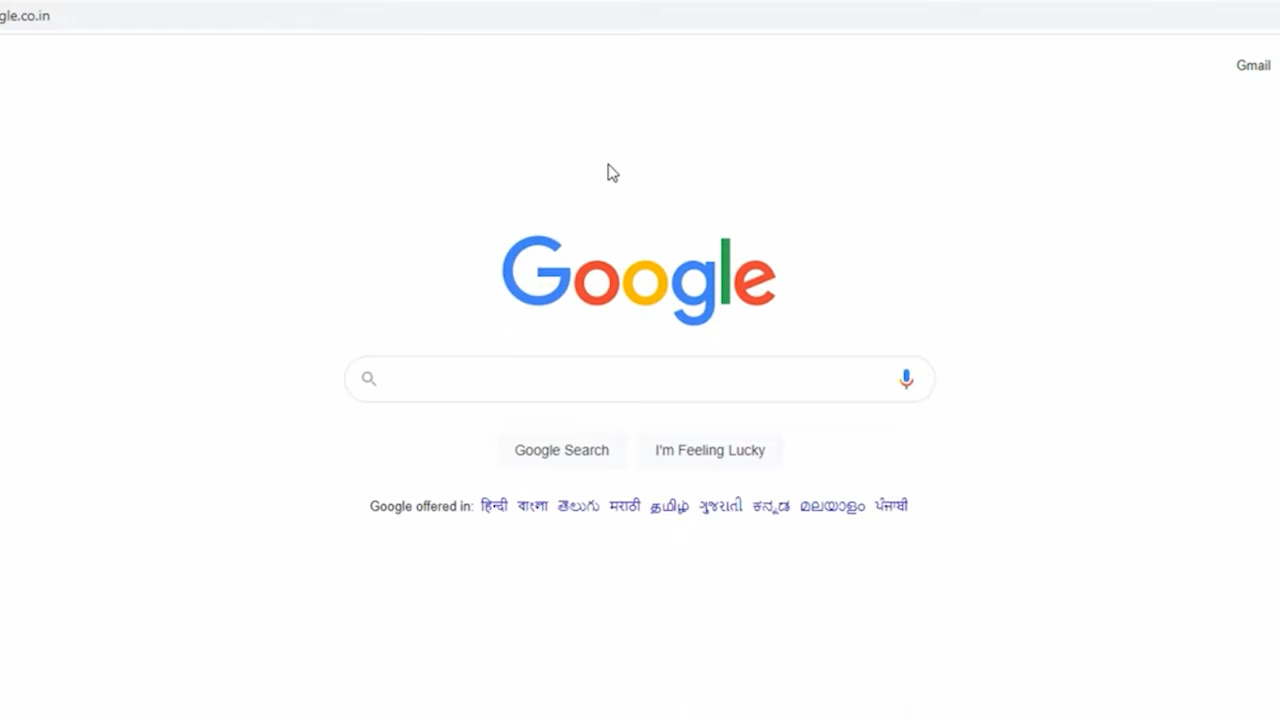 gle.co.in
Gmail
Google
Google Search I'm Feeling Lucky
Google offered in: हिन्दी বাংলা తెలుగు मराठी தமிழ் ગુજરાતી ಕನ್ನಡ മലയാളം ਪੰਜਾਬੀ